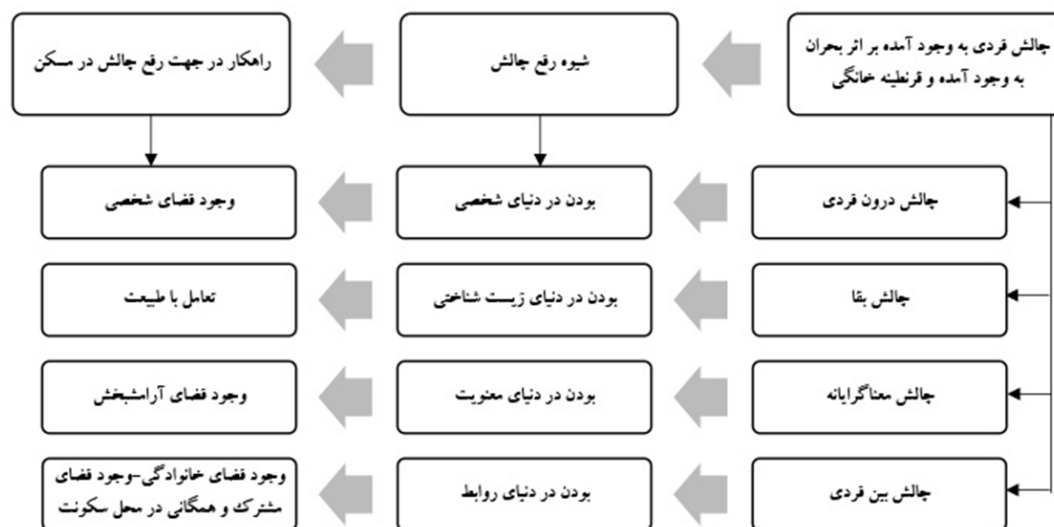 چالش فردی به وجود آمده بر اثر بحران
به وجود آمده و قرنطینه خانگی
شیوه رفع چالش
راهکار در جهت رفع چالش در مسکن
چالش درون فردی
بودن در دنیای شخصی
وجود فضای شخصی
چالش بقا
بودن در دنیای زیست شناختی
تعامل با طبیعت
چالش معناگرایانه
بودن در دنیای معنویت
وجود فضای آرامشبخش
چالش بین فردی
بودن در دنیای روابط
وجود فضای خانوادگی-وجود فضای
مشترک و همگانی در محل سکونت